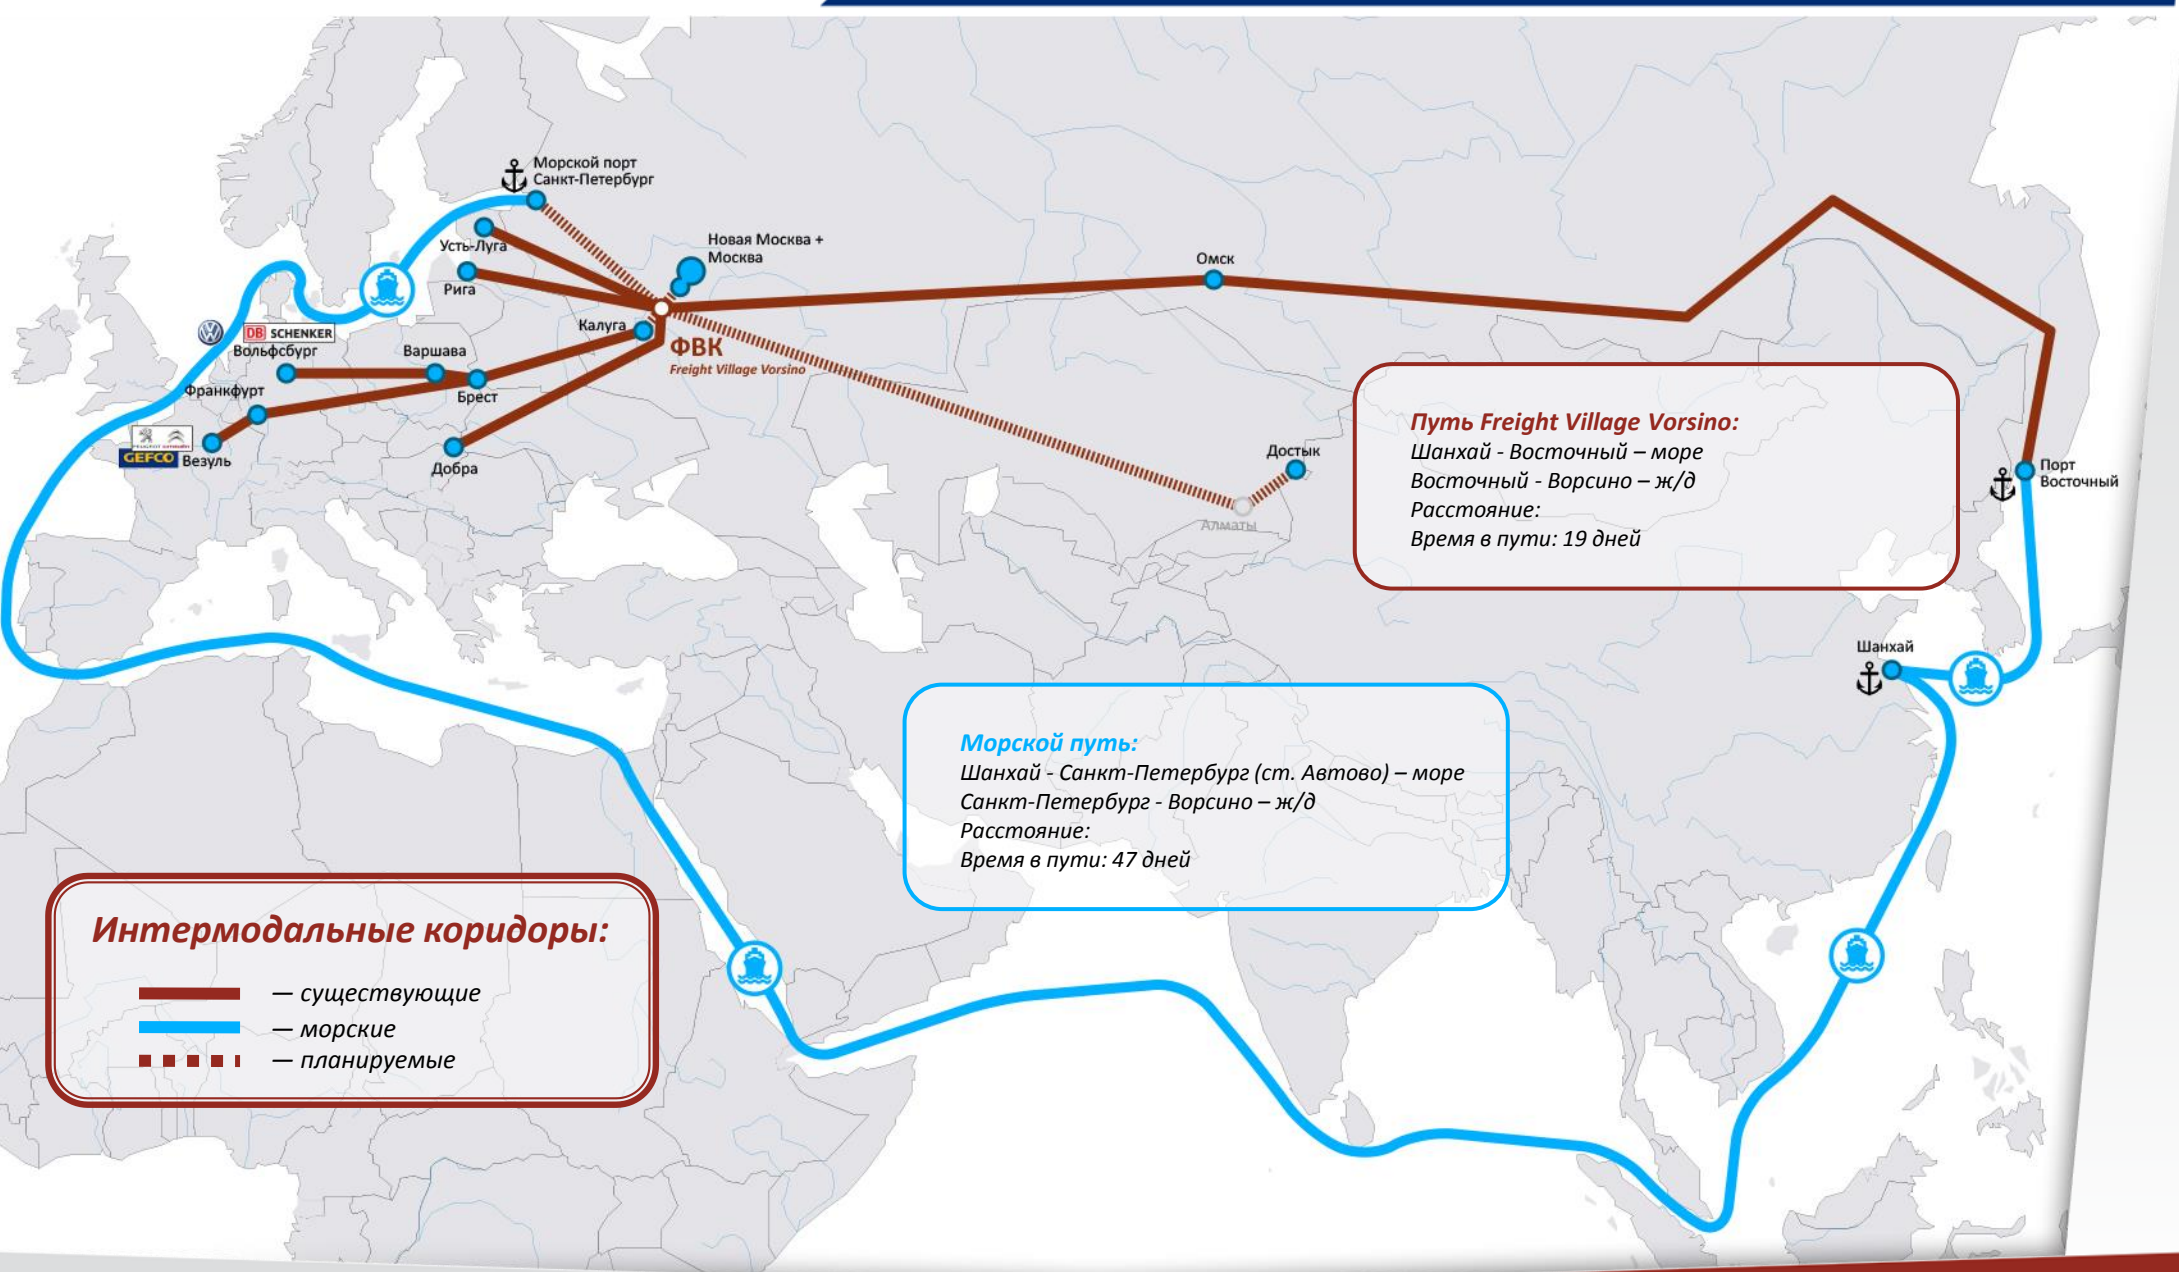 Морской порт
Санкт-Петербург
Усть-Луга
Рига
Новая Москва +
Москва
Омск
Калуга
ФВК
Freight Village Vorsino
DB SCHENKER
Вольфсбург
Варшава
Франкфурт
Брест
GEFCO
Везуль
Добра
Достык
Алматы
Порт
Восточный
Шанхай
Путь Freight Village Vorsino:
Шанхай - Восточный – море
Восточный - Ворсино – ж/д
Расстояние:
Время в пути: 19 дней
Морской путь:
Шанхай - Санкт-Петербург (ст. Автово) – море
Санкт-Петербург - Ворсино – ж/д
Расстояние:
Время в пути: 47 дней
Интермодальные коридоры:
— существующие
— морские
— планируемые